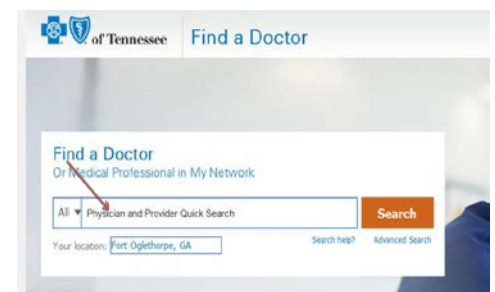 of Tennessee Find a Doctor
Find a Doctor
Or Medical Professional in My Network
All Physician and Provider Quick Search Search
Your location: Fort Oglethorpe, GA Search help? Advanced Search